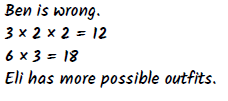 Ben is wrong.
3 × 2 × 2 = 12
6 × 3 = 18
Eli has more possible outfits.